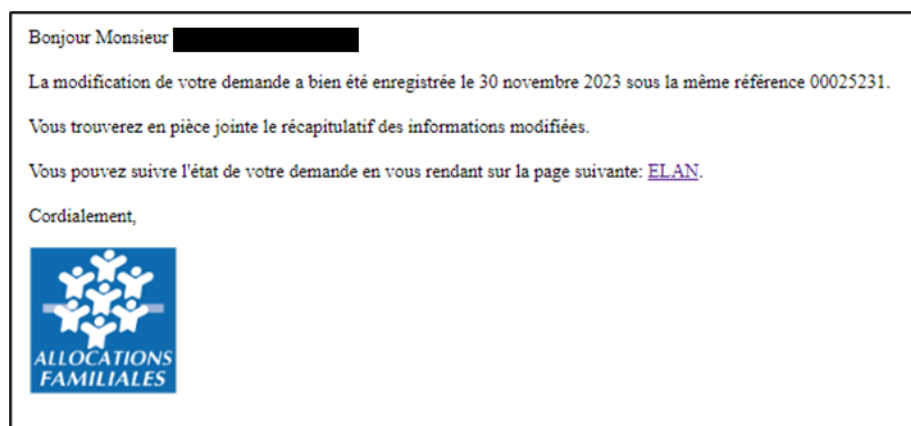 Bonjour Monsieur
La modification de votre demande a bien été enregistrée le 30 novembre 2023 sous la même référence 00025231.
Vous trouverez en pièce jointe le récapitulatif des informations modifiées.
Vous pouvez suivre l'état de votre demande en vous rendant sur la page suivante: ELAN.
Cordialement,
ALLOCATIONS
FAMILIALES